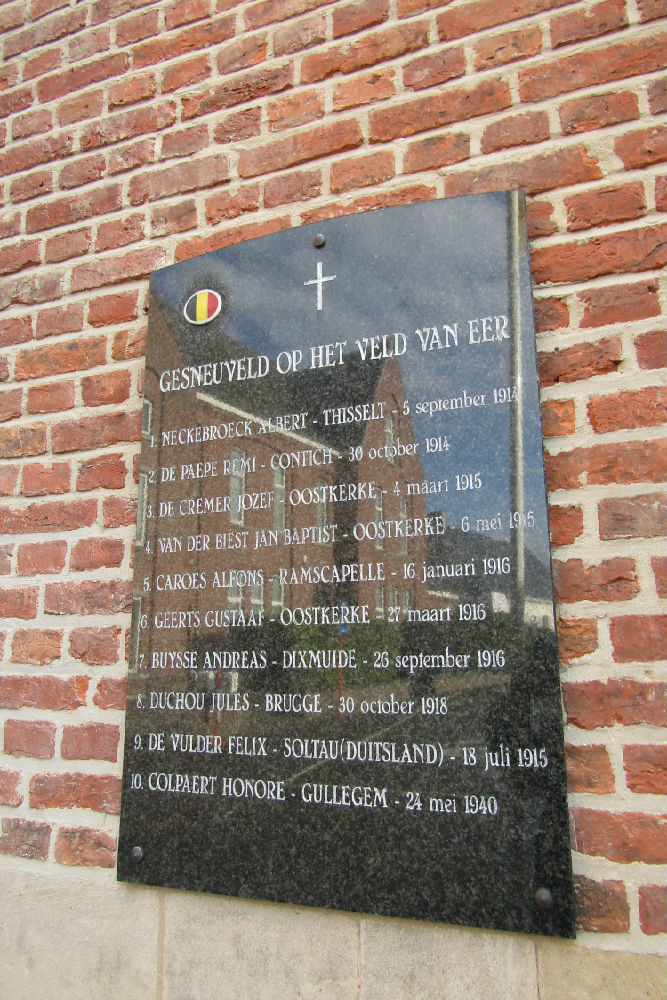 GESNEUVELD OP HET VELD VAN EER
1. NECKEBROECK ALBERT - THISSELT - 5 september 1914
2. DE PAEPE REMI - CONTICH - 30 october 1914
3. DE CREMER JOZEF - OOSTKERKE - 4 maart 1915
4. VAN DER BIEST JAN BAPTIST - OOSTKERKE - 6 mei 1915
5. CAROES ALFONS - RAMSCAPELLE - 16 januari 1916
6. GEERTS GUSTAAF - OOSTKERKE - 27 maart 1916
7. BUYSSE ANDREAS - DIXMUIDE - 26 september 1916
8. DUCHOU JULES - BRUGGE - 30 october 1918
9. DE VULDER FELIX - SOLTAU (DUITSLAND) - 18 juli 1915
10. COLPAERT HONORE - GULLEGEM - 24 mei 1940